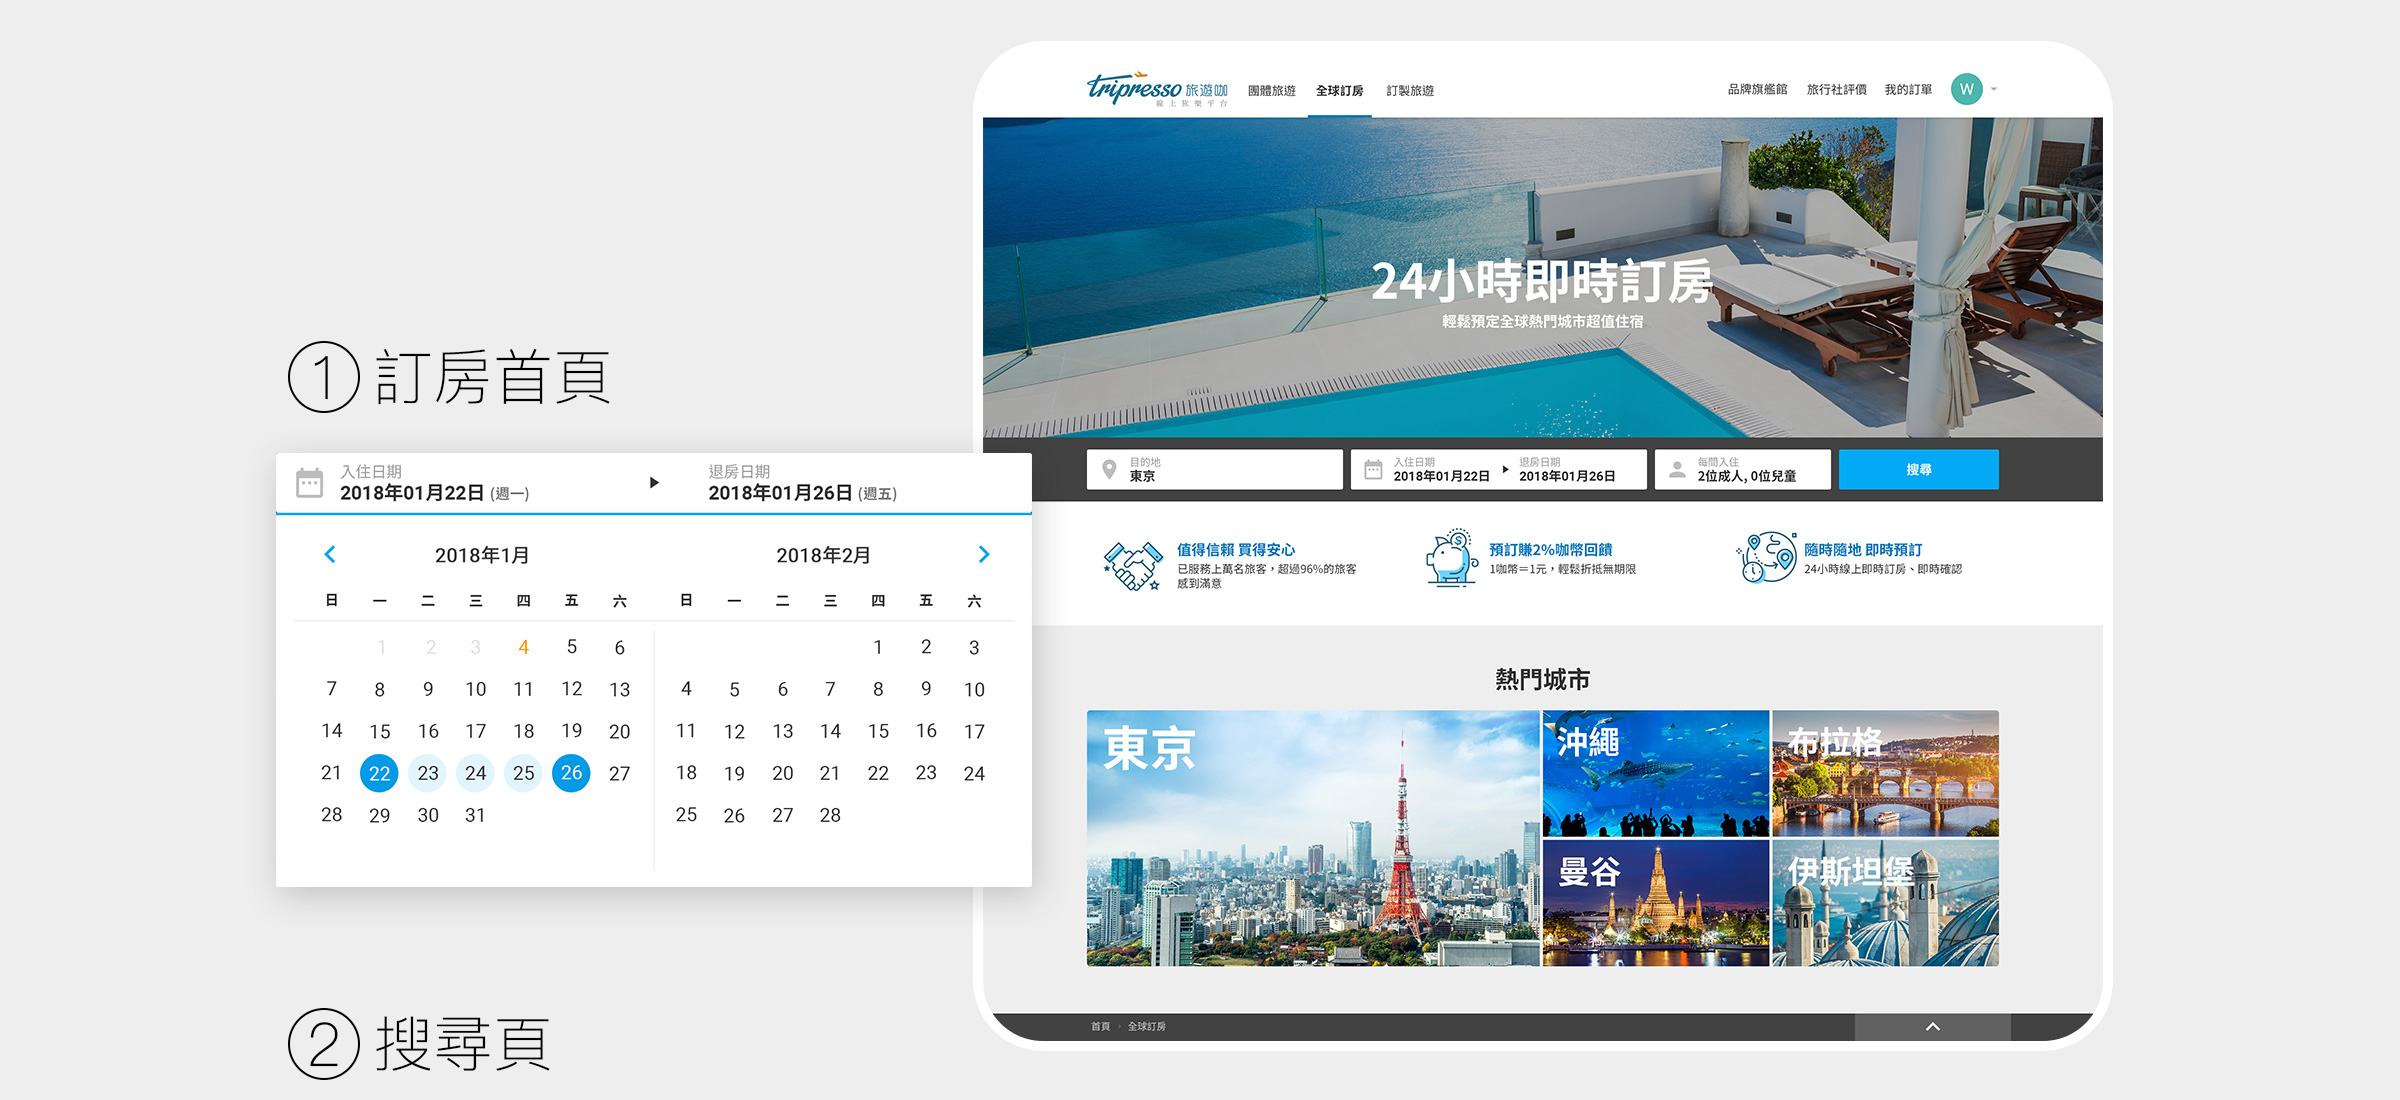 ① 訂房首頁
入住日期
2018年01月22日 (週一)
退房日期
2018年01月26日 (週五)
2018年1月
日 一 二 三 四 五 六
1 2 3 4 5 6
7 8 9 10 11 12 13
14 15 16 17 18 19 20
21 22 23 24 25 26 27
28 29 30 31
2018年2月
日 一 二 三 四 五 六
1 2 3
4 5 6 7 8 9 10
11 12 13 14 15 16 17
18 19 20 21 22 23 24
25 26 27 28
② 搜尋頁
Tripresso 旅遊咖
線上旅樂平台
團體旅遊 全球訂房 訂製旅遊
品牌旗艦館 旅行社評價 我的訂單 W
24小時即時訂房
輕鬆預定全球熱門城市超值住宿
目的地
東京
入住日期
2018年01月22日
退房日期
2018年01月26日
每間入住
2位成人, 0位兒童
搜尋
值得信賴 買得安心
已服務上萬名旅客，超過96%的旅客
感到滿意
預訂賺2%咖幣回饋
1咖幣＝1元，輕鬆折抵無期限
隨時隨地 即時預訂
24小時線上即時訂房、即時確認
熱門城市
東京
沖繩
布拉格
曼谷
伊斯坦堡
首頁 › 全球訂房